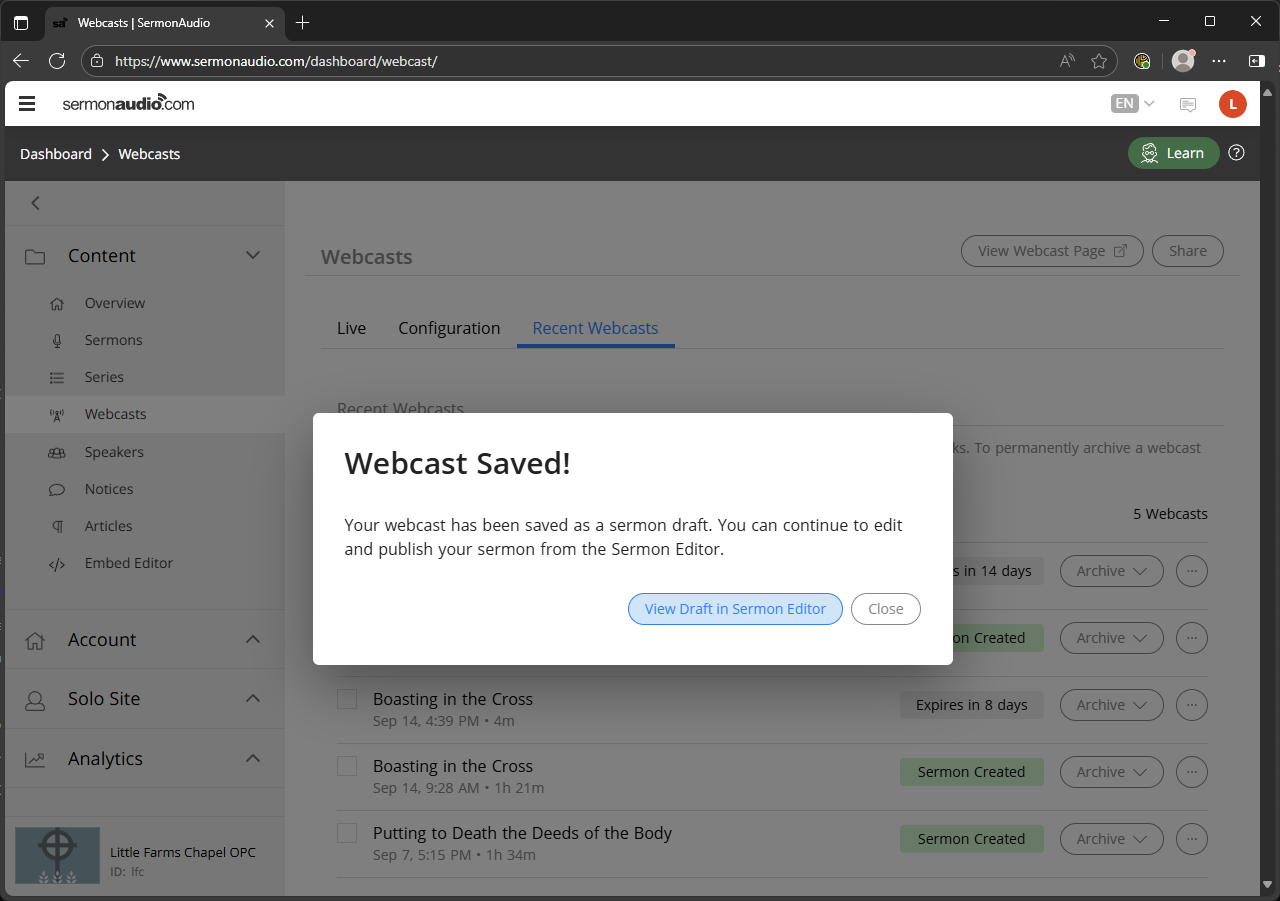 Webcasts | SermonAudio
https://www.sermonaudio.com/dashboard/webcast/
sermonaudio.com
EN
L
Dashboard > Webcasts
Learn
Content
Overview
Sermons
Series
Webcasts
Speakers
Notices
Articles
Embed Editor
Account
Solo Site
Analytics
Little Farms Chapel OPC
ID: lfc
Webcasts
View Webcast Page
Share
Live
Configuration
Recent Webcasts
Recent Webcasts
To permanently archive a webcast
5 Webcasts
Webcast Saved!
Your webcast has been saved as a sermon draft. You can continue to edit
and publish your sermon from the Sermon Editor.
View Draft in Sermon Editor
Close
in 14 days
Archive
Created
Archive
Boasting in the Cross
Sep 14, 4:39 PM • 4m
Expires in 8 days
Archive
Boasting in the Cross
Sep 14, 9:28 AM • 1h 21m
Sermon Created
Archive
Putting to Death the Deeds of the Body
Sep 7, 5:15 PM • 1h 34m
Sermon Created
Archive